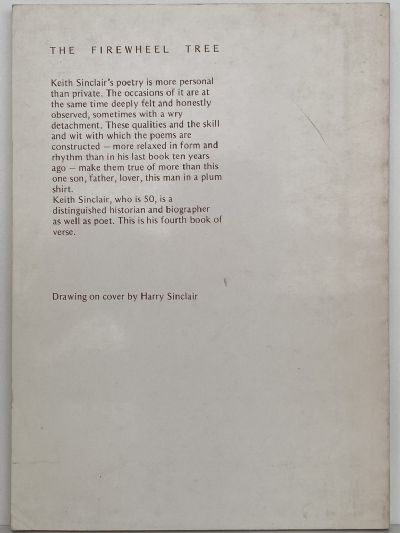 THE FIREWHEEL TREE
Keith Sinclair's poetry is more personal
than private. The occasions of it are at
the same time deeply felt and honestly
observed, sometimes with a wry
detachment. These qualities and the skill
and wit with which the poems are
constructed — more relaxed in form and
rhythm than in his last book ten years
ago — make them true of more than this
one son, father, lover, this man in a plum
shirt.
Keith Sinclair, who is 50, is a
distinguished historian and biographer
as well as poet. This is his fourth book of
verse.
Drawing on cover by Harry Sinclair